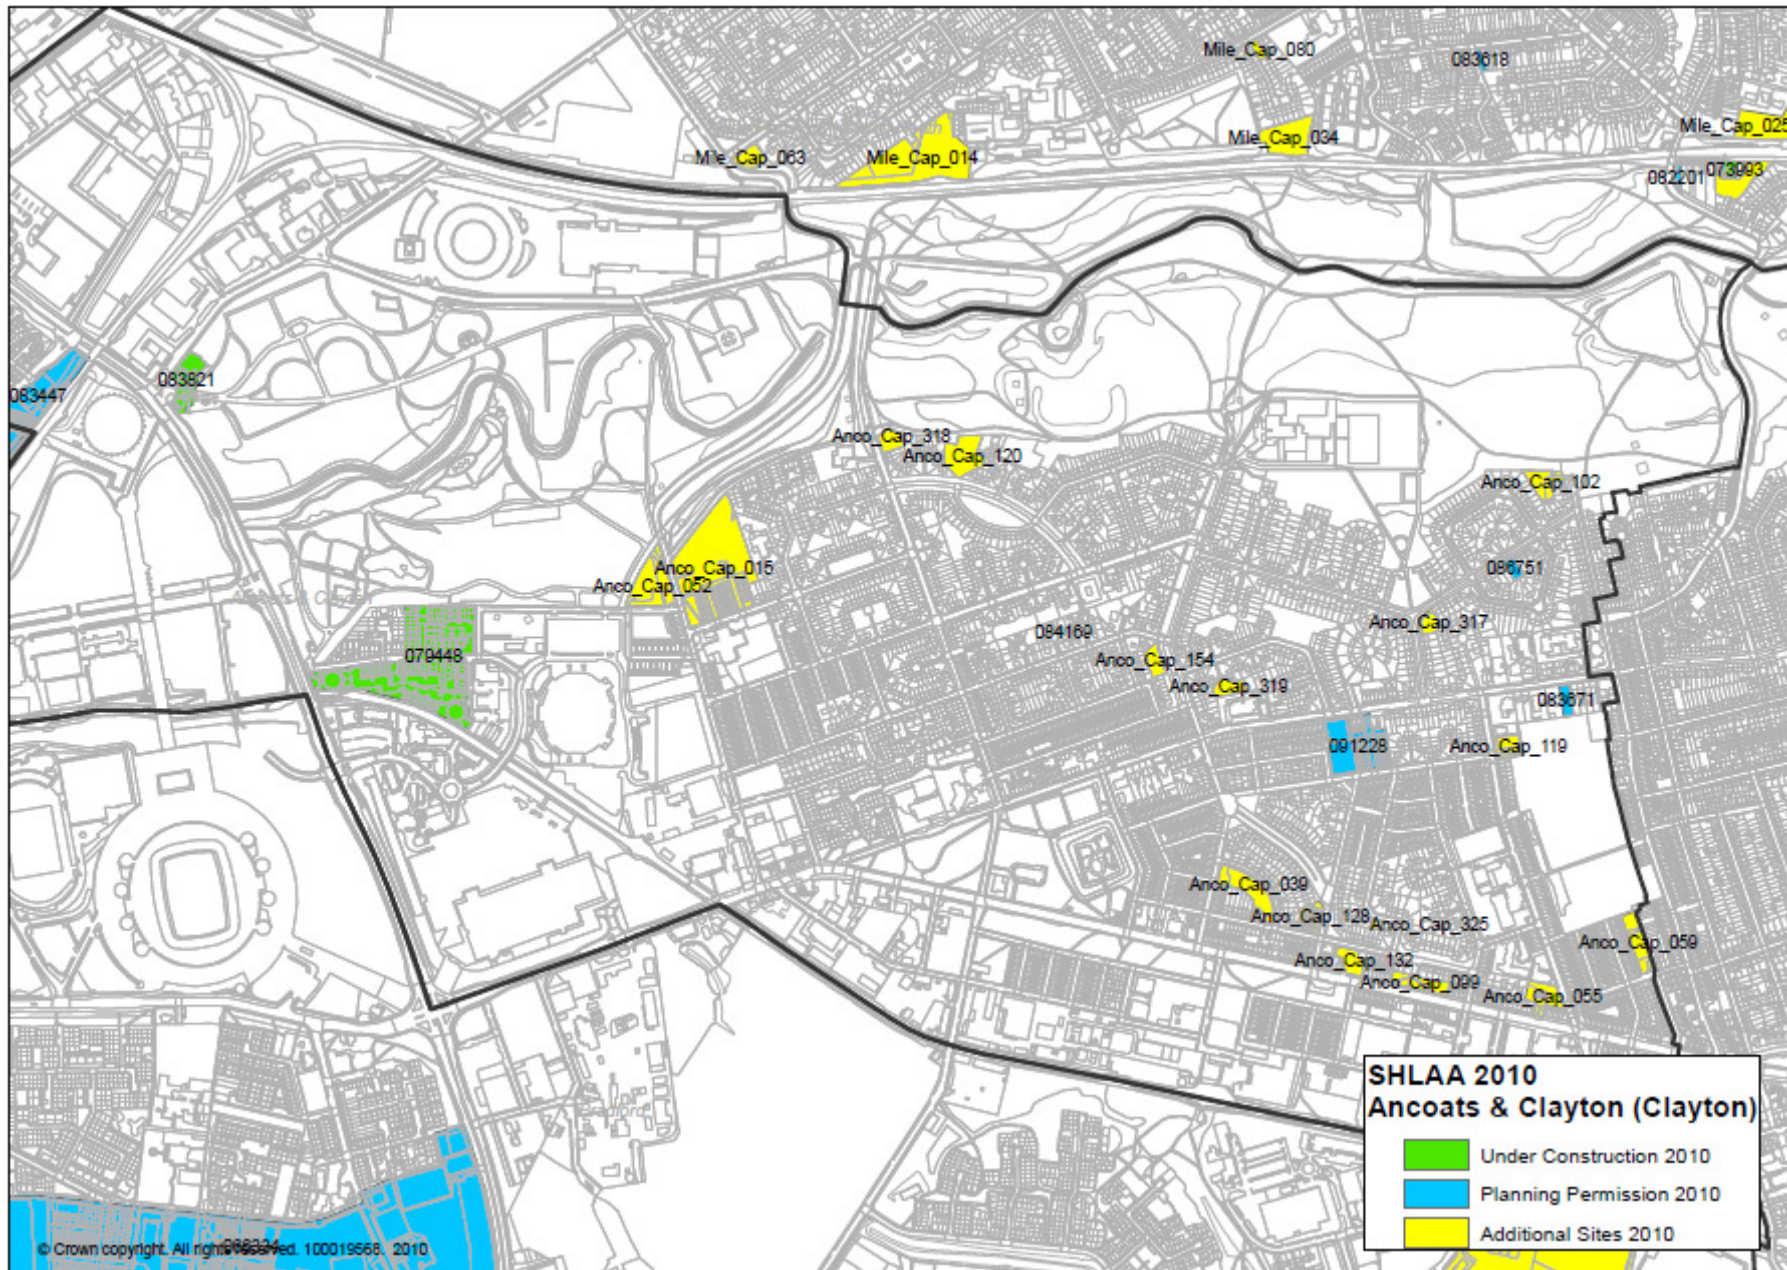 Mile_Cap_080
083618
Mile_Cap_025
Mile_Cap_034
Mile_Cap_063
Mile_Cap_014
082201
073993
083821
083447
Anco_Cap_318
Anco_Cap_120
Anco_Cap_102
Anco_Cap_015
Anco_Cap_052
086751
Anco_Cap_317
084169
079448
Anco_Cap_154
Anco_Cap_319
083671
091228
Anco_Cap_119
Anco_Cap_039
Anco_Cap_128
Anco_Cap_325
Anco_Cap_059
Anco_Cap_132
Anco_Cap_099
Anco_Cap_055
Bradford
SHLAA 2010
Ancoats & Clayton (Clayton)
Under Construction 2010
Planning Permission 2010
Additional Sites 2010
© Crown copyright. All rights reserved. 100019568. 2010